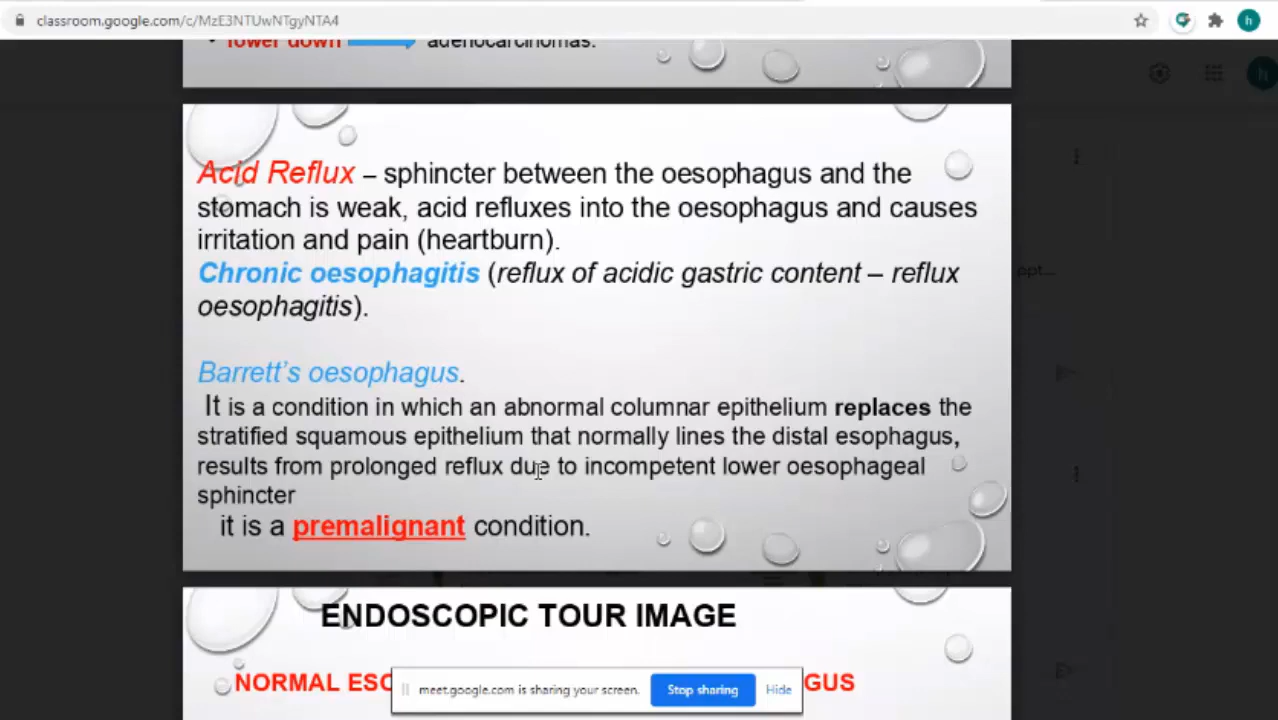 classroom.google.com/c/MzE3NTUwNTgyNTA4
h
• lower down adenocarcinomas.
Acid Reflux – sphincter between the oesophagus and the
stomach is weak, acid refluxes into the oesophagus and causes
irritation and pain (heartburn).
Chronic oesophagitis (reflux of acidic gastric content – reflux
oesophagitis).
ppt...
Barrett's oesophagus.
It is a condition in which an abnormal columnar epithelium replaces the
stratified squamous epithelium that normally lines the distal esophagus,
results from prolonged reflux due to incompetent lower oesophageal
sphincter
it is a premalignant condition.
ENDOSCOPIC TOUR IMAGE
NORMAL ESO GUS
meet.google.com is sharing your screen. Stop sharing Hide